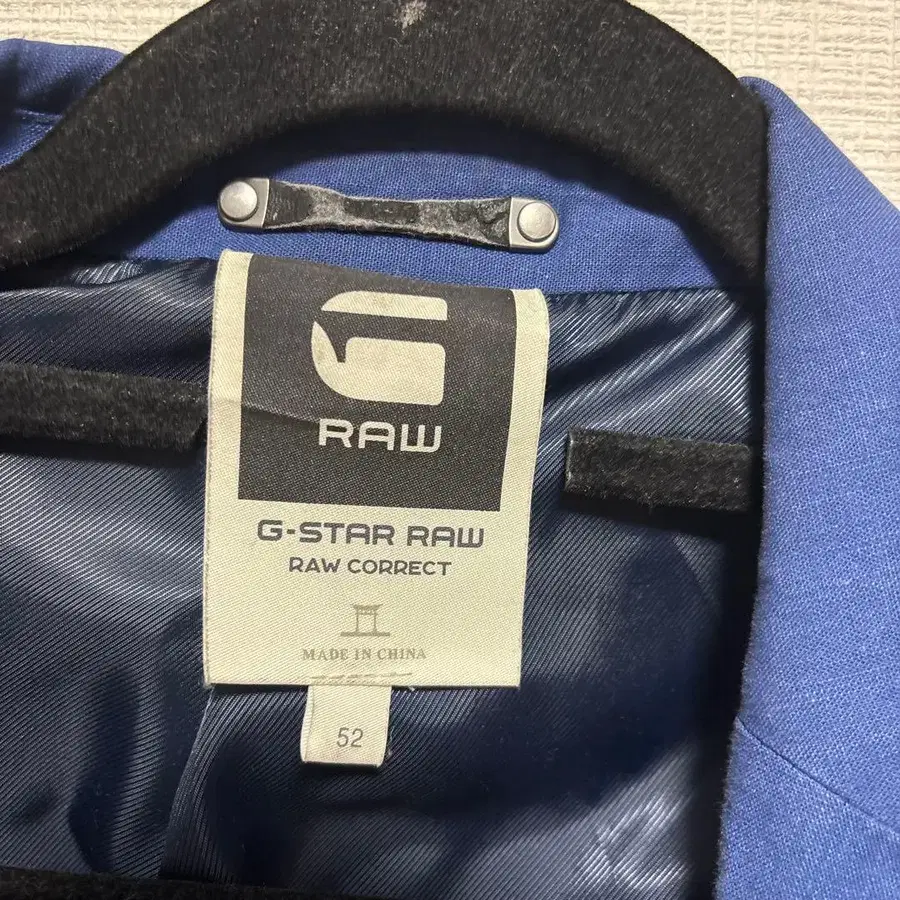 RAW
G-STAR RAW
RAW CORRECT
MADE IN CHINA
52